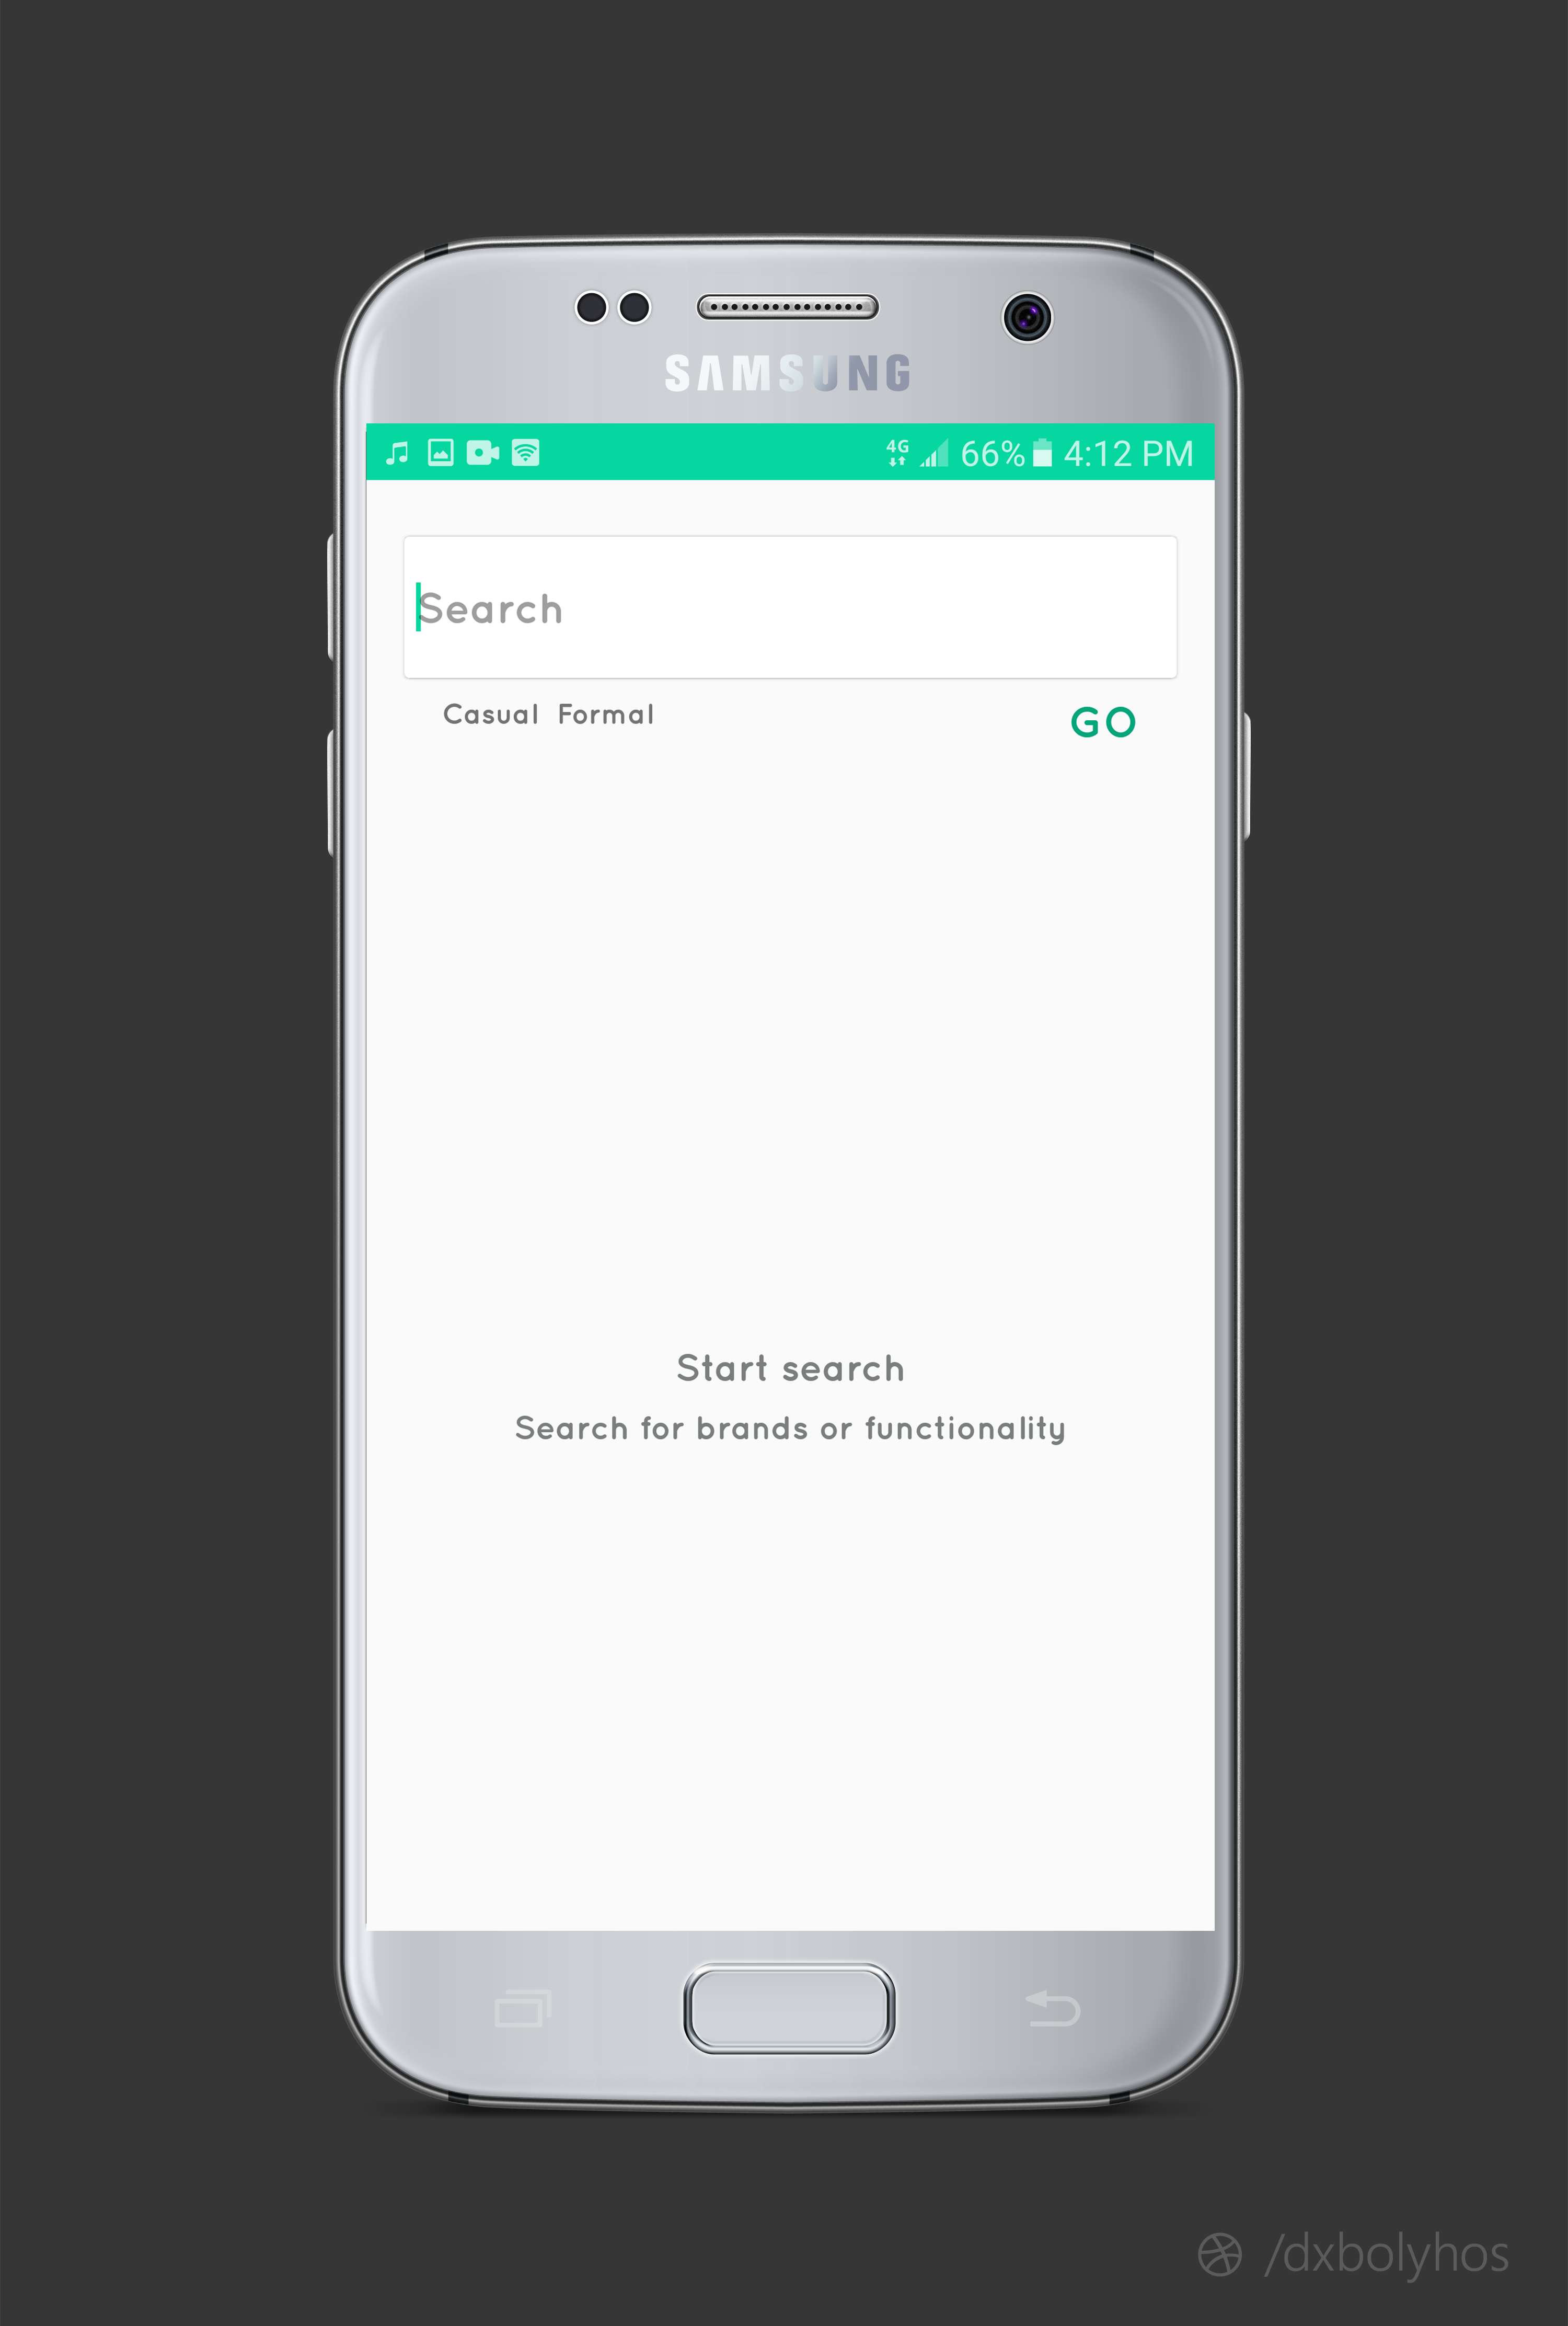 SAMSUNG
4G 66% 4:12 PM
Search
Casual Formal
GO
Start search
Search for brands or functionality
/dxbolyhos